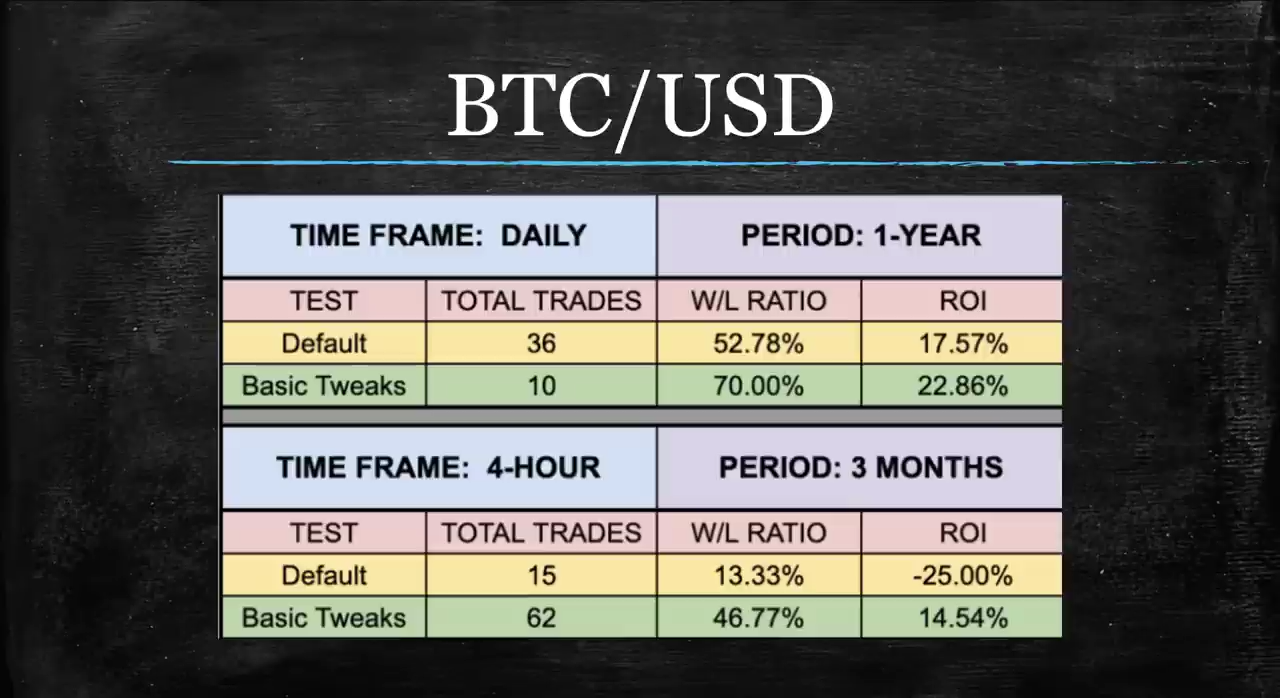 BTC/USD
TIME FRAME: DAILY PERIOD: 1-YEAR
TEST TOTAL TRADES W/L RATIO ROI
Default 36 52.78% 17.57%
Basic Tweaks 10 70.00% 22.86%
TIME FRAME: 4-HOUR PERIOD: 3 MONTHS
TEST TOTAL TRADES W/L RATIO ROI
Default 15 13.33% -25.00%
Basic Tweaks 62 46.77% 14.54%